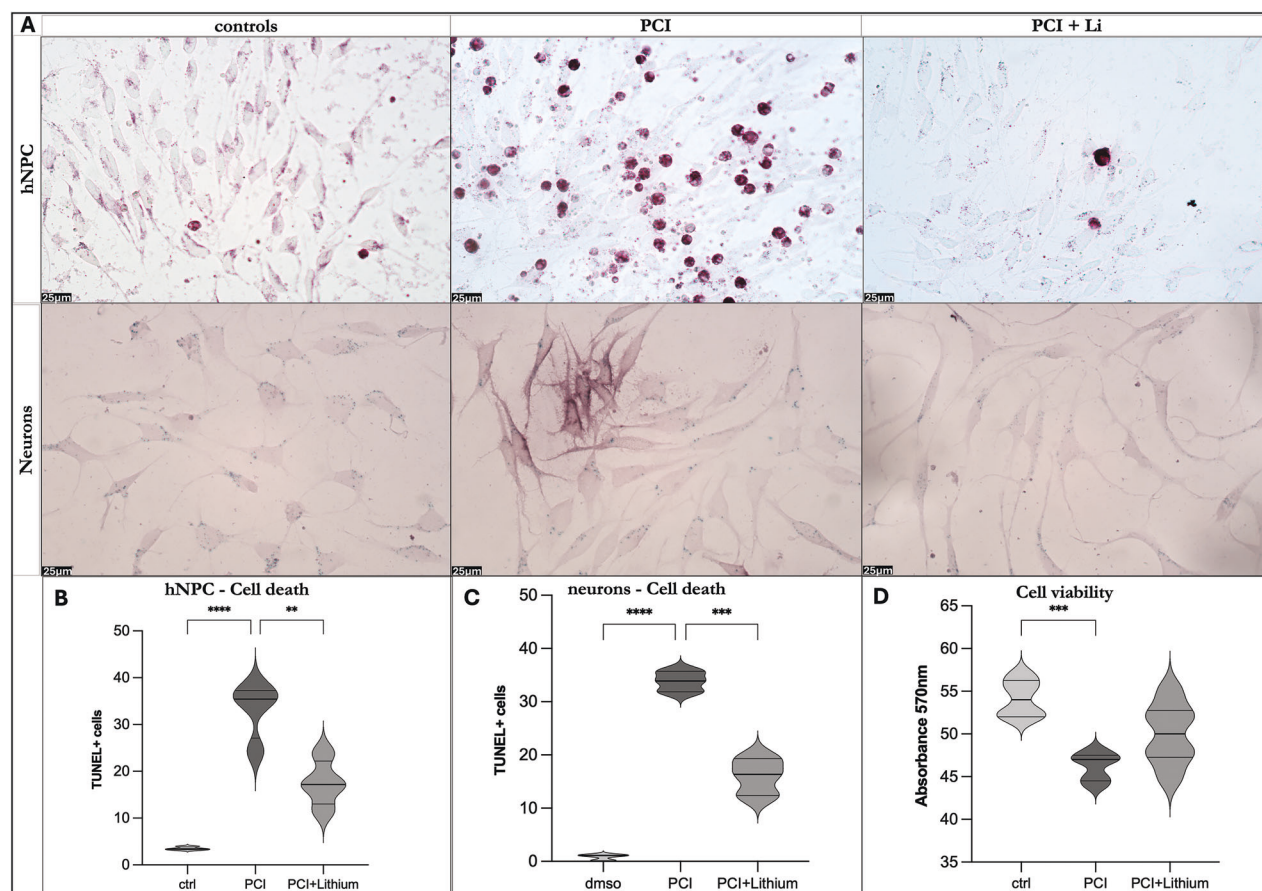 A
controls
PCI
PCI + Li
hNPC
25µm
25µm
25µm
Neurons
25µm
25µm
25µm
B
hNPC - Cell death
**** **
TUNEL+ cells
50
40
30
20
10
0
ctrl
PCI
PCI+Lithium
C
neurons - Cell death
**** ***
TUNEL+ cells
50
40
30
20
10
0
dmso
PCI
PCI+Lithium
D
Cell viability
***
Absorbance 570nm
65
60
55
50
45
40
35
ctrl
PCI
PCI+Lithium